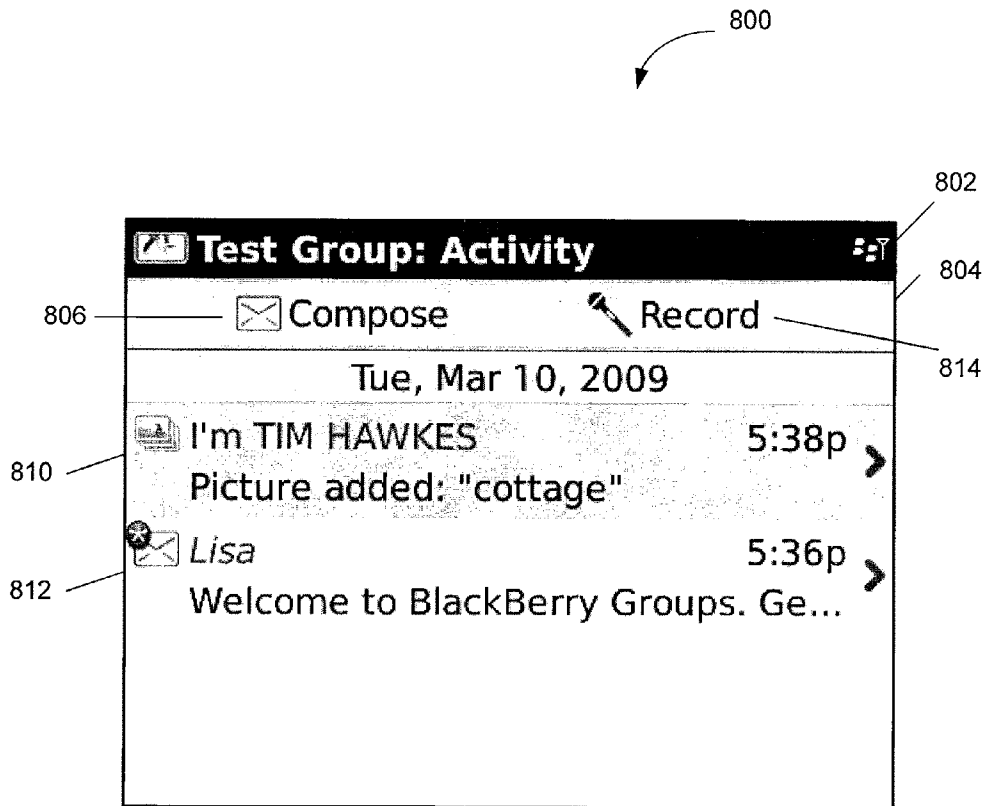 800
802
Test Group: Activity
804
806
Compose Record
814
Tue, Mar 10, 2009
810
I'm TIM HAWKES 5:38p
Picture added: "cottage"
812
Lisa 5:36p
Welcome to BlackBerry Groups. Ge...